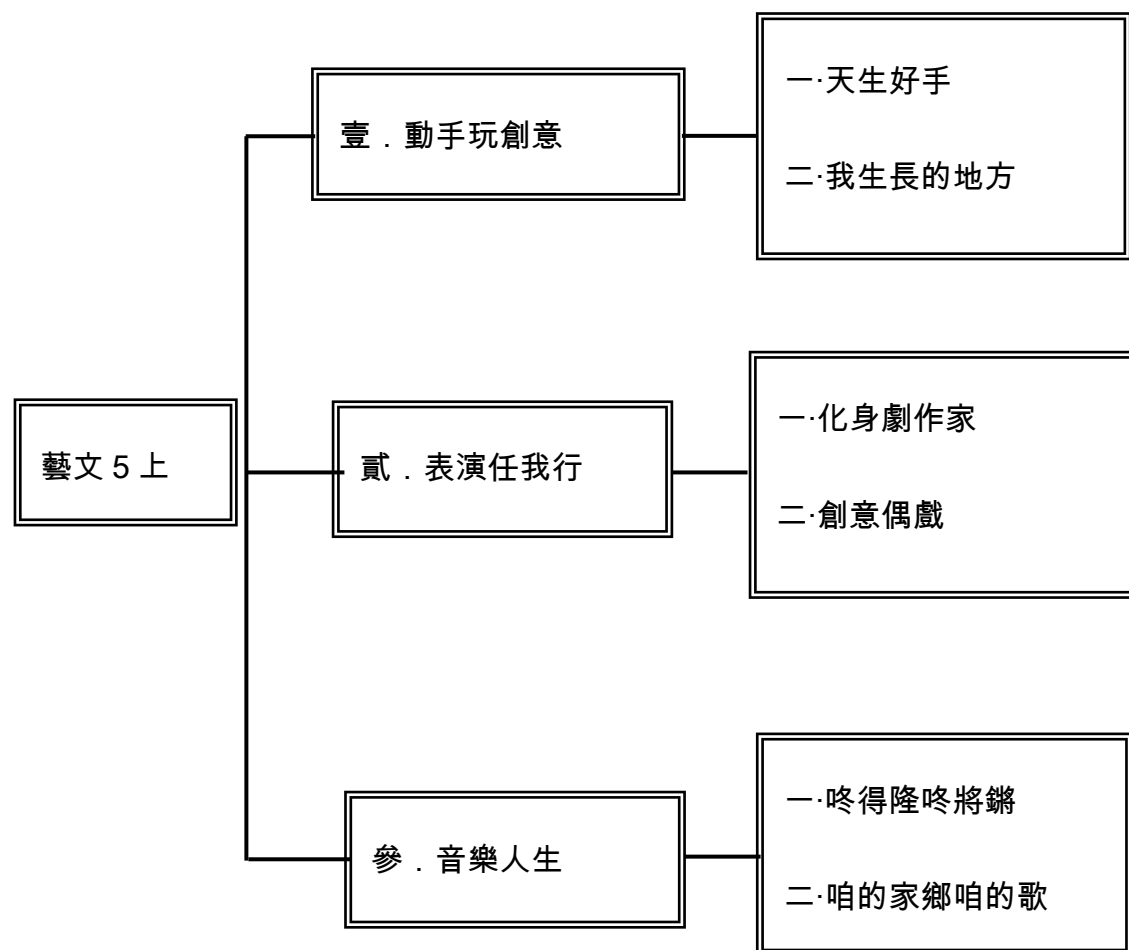 壹．動手玩創意
一‧天生好手
二‧我生長的地方
藝文 5 上
貳．表演任我行
一‧化身劇作家
二‧創意偶戲
參．音樂人生
一‧咚得隆咚將鏘
二‧咱的家鄉咱的歌